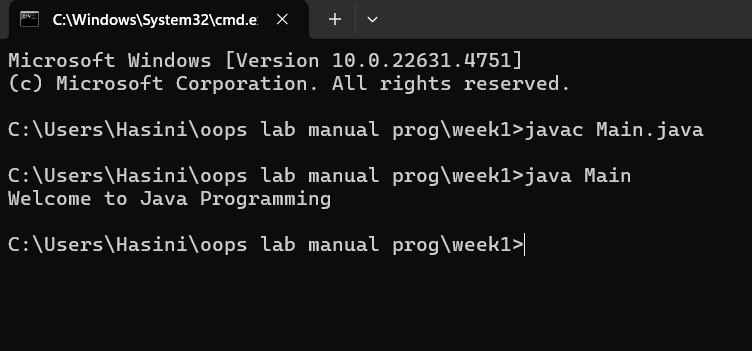 C:\Windows\System32\cmd.e
Microsoft Windows [Version 10.0.22631.4751]
(c) Microsoft Corporation. All rights reserved.
C:\Users\Hasini\oops lab manual prog\week1>javac Main.java
C:\Users\Hasini\oops lab manual prog\week1>java Main
Welcome to Java Programming
C:\Users\Hasini\oops lab manual prog\week1>